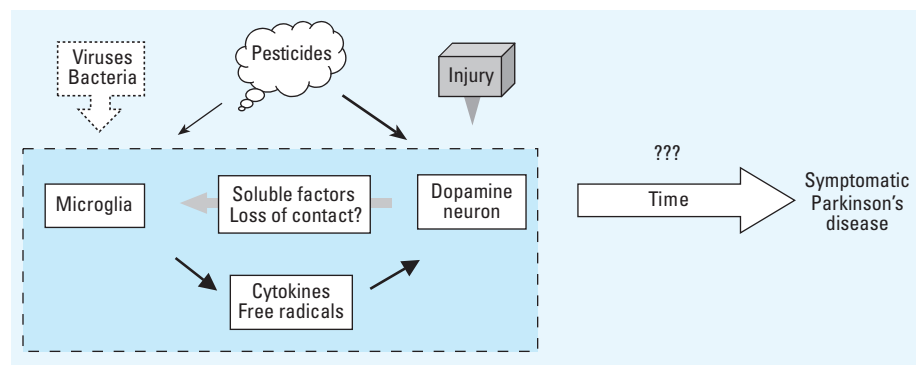 Viruses
Bacteria
Pesticides
Injury
Microglia
Soluble factors
Loss of contact?
Dopamine
neuron
Cytokines
Free radicals
???
Time
Symptomatic
Parkinson's
disease